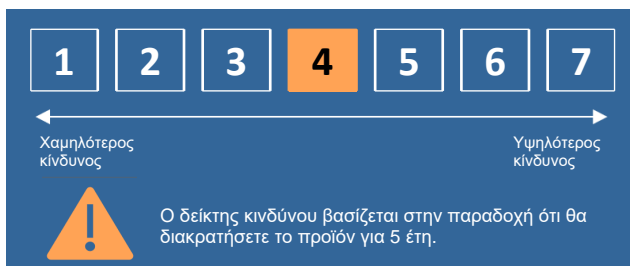 1 2 3 4 5 6 7
Χαμηλότερος κίνδυνος
Υψηλότερος κίνδυνος
Ο δείκτης κινδύνου βασίζεται στην παραδοχή ότι θα
διακρατήσετε το προϊόν για 5 έτη.